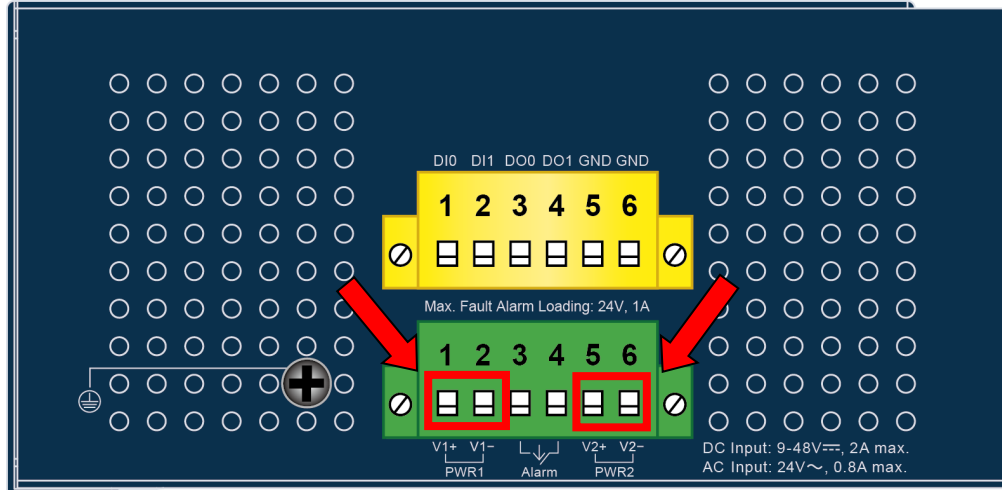 DI0 DI1 DO0 DO1 GND GND
1 2 3 4 5 6
Max. Fault Alarm Loading: 24V, 1A
1 2 3 4 5 6
V1+ V1− V2+ V2−
PWR1 Alarm PWR2
DC Input: 9-48V⎓, 2A max.
AC Input: 24V～, 0.8A max.